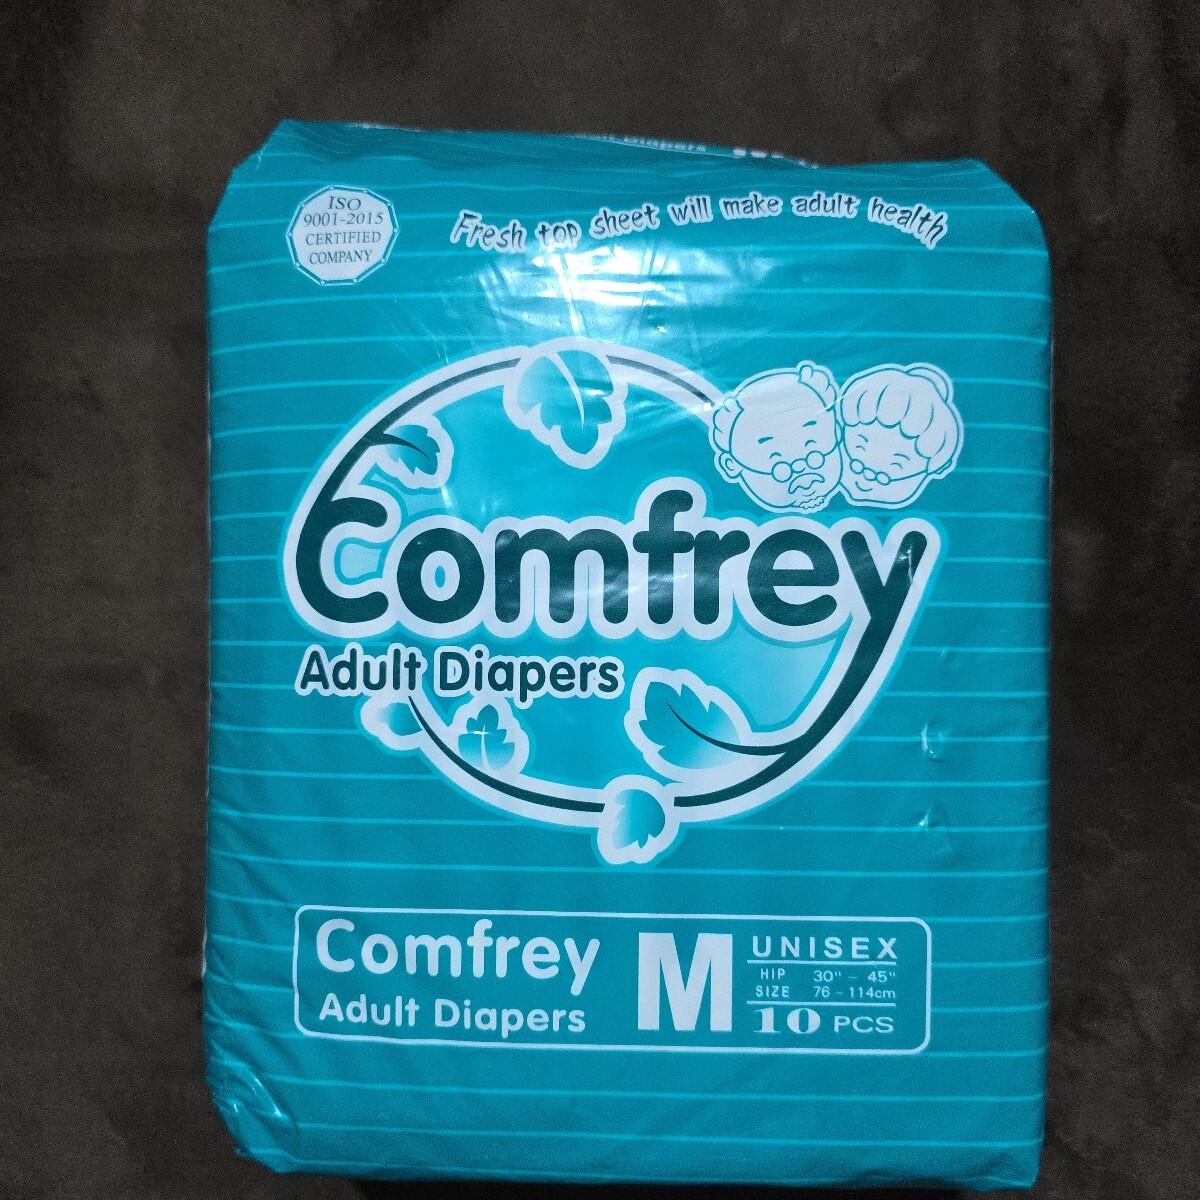 Diapers
ISO
9001-2015
CERTIFIED
COMPANY
Fresh top sheet will make adult health
Comfrey
Adult Diapers
Comfrey
Adult Diapers
M
UNISEX
HIP 30" - 45"
SIZE 76 - 114cm
10 PCS